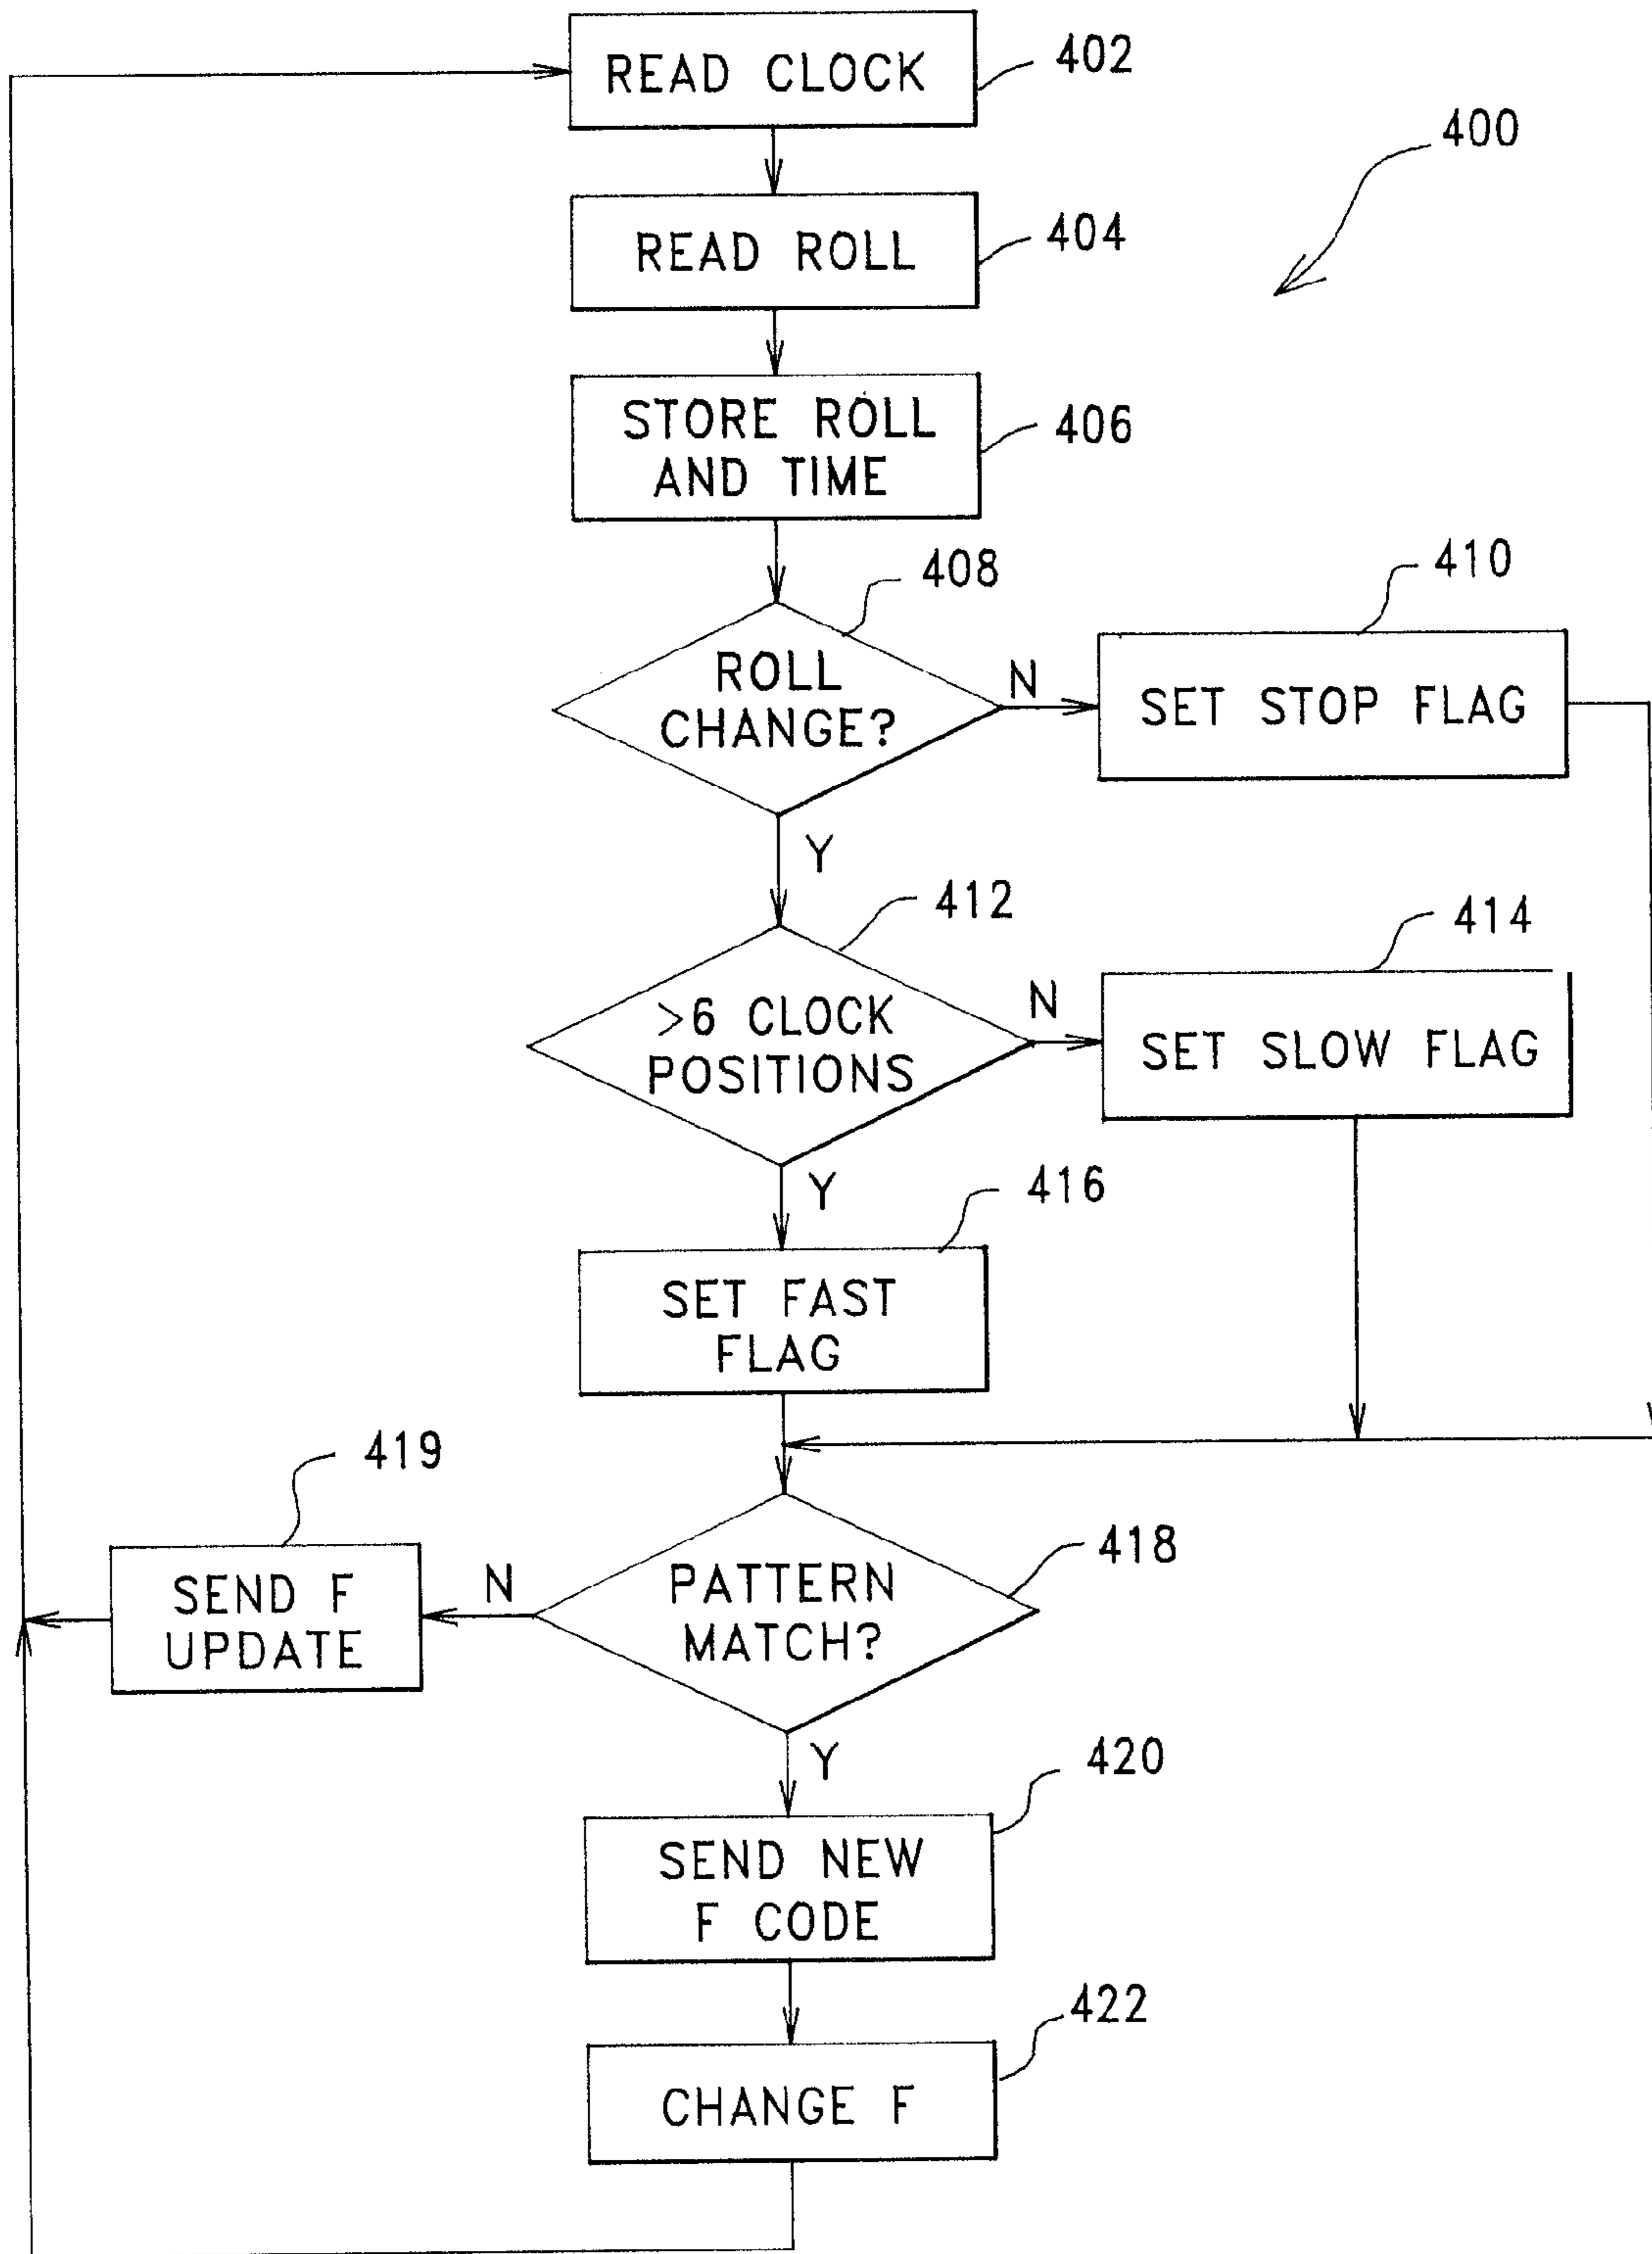 READ CLOCK
402
400
READ ROLL
404
STORE ROLL
AND TIME
406
408
ROLL
CHANGE?
N
410
SET STOP FLAG
Y
412
>6 CLOCK
POSITIONS
N
414
SET SLOW FLAG
Y
416
SET FAST
FLAG
419
SEND F
UPDATE
N
PATTERN
MATCH?
418
Y
420
SEND NEW
F CODE
422
CHANGE F